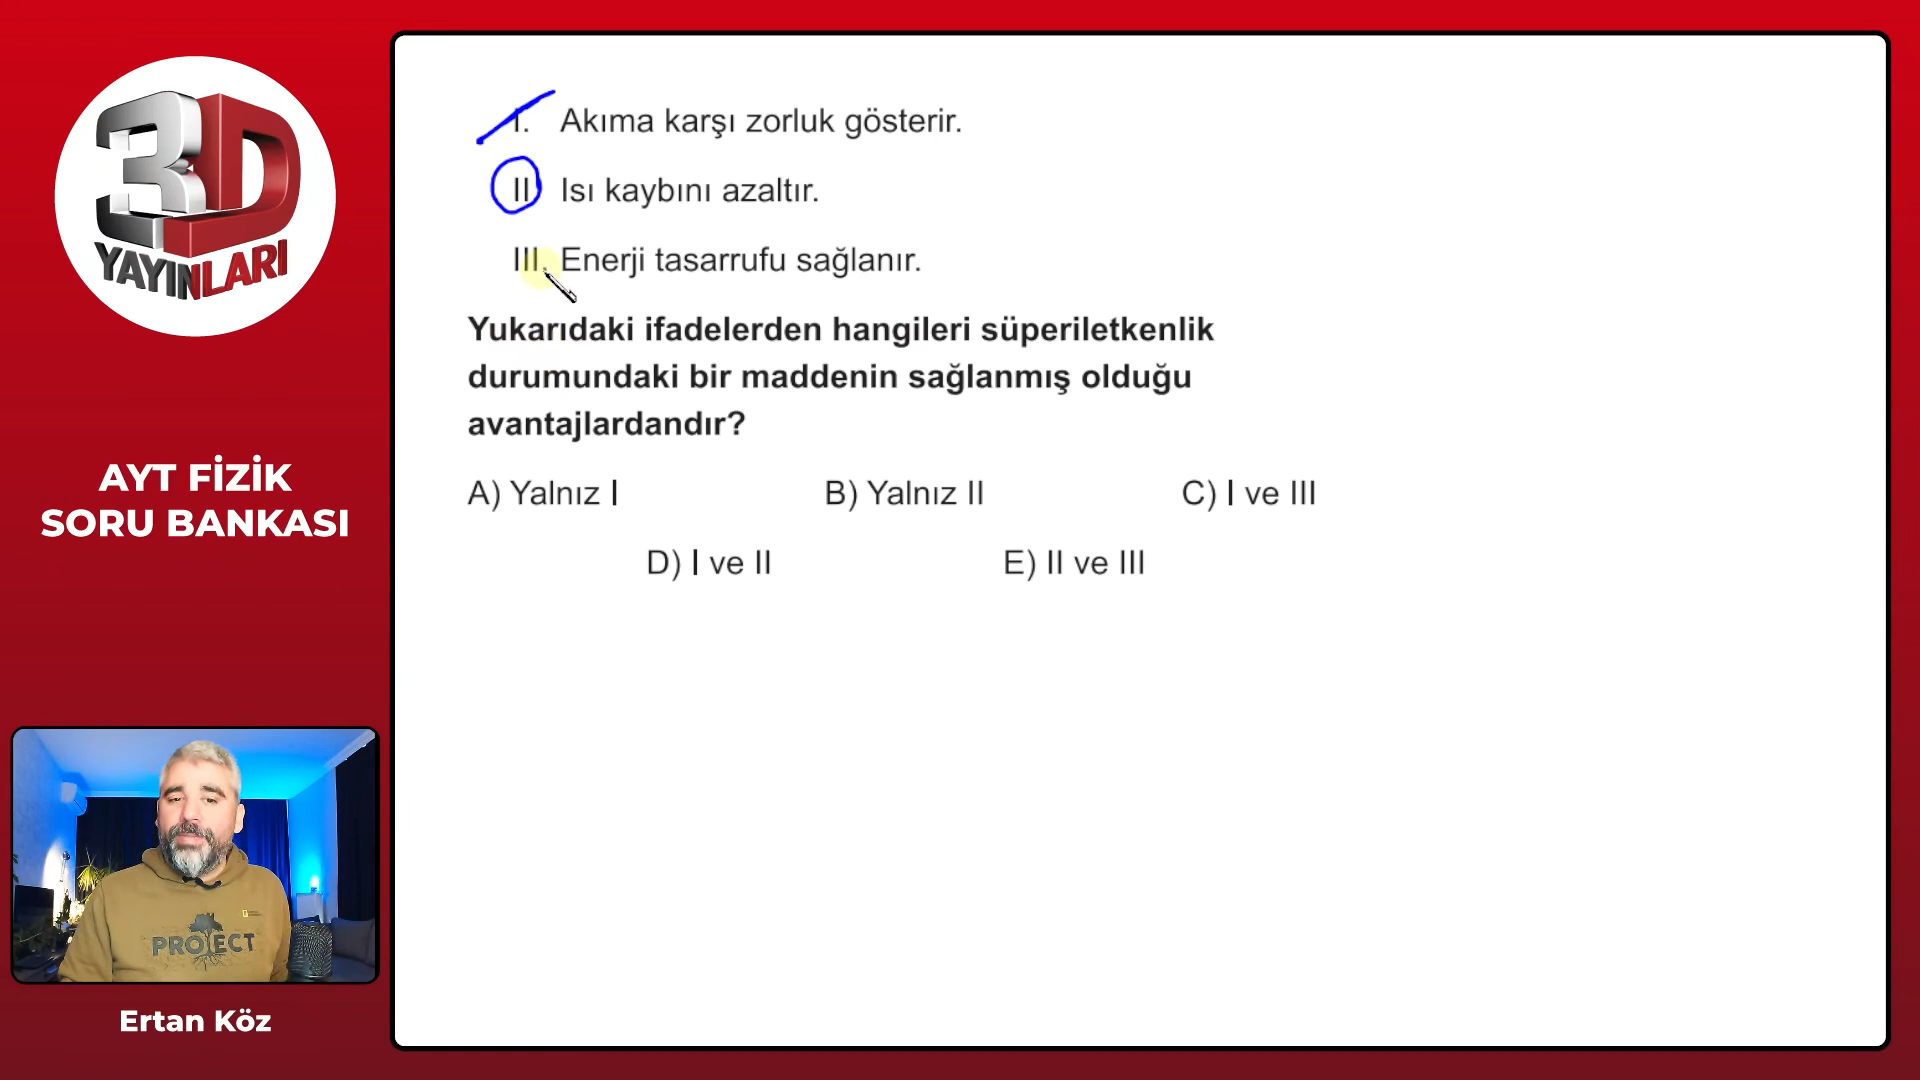 3D
YAYINLARI
AYT FİZİK
SORU BANKASI
PROJECT
Ertan Köz
I. Akıma karşı zorluk gösterir.
II. Isı kaybını azaltır.
III. Enerji tasarrufu sağlanır.
Yukarıdaki ifadelerden hangileri süperiletkenlik
durumundaki bir maddenin sağlanmış olduğu
avantajlardandır?
A) Yalnız I B) Yalnız II C) I ve III
D) I ve II E) II ve III